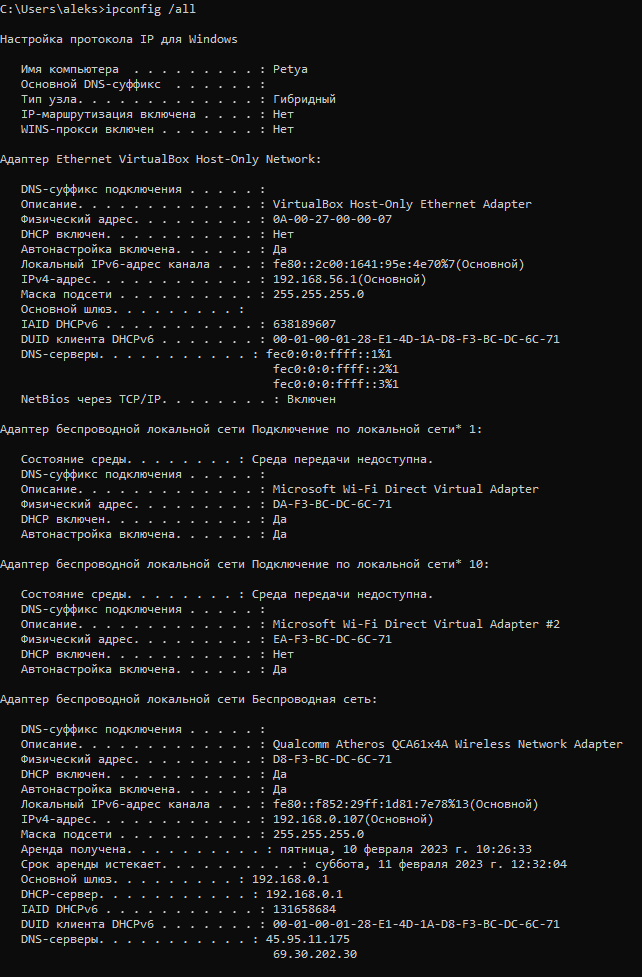 C:\Users\aleks>ipconfig /all
Настройка протокола IP для Windows
Имя компьютера . . . . . . . . . : Petya
Основной DNS-суффикс . . . . . . :
Тип узла. . . . . . . . . . . . . : Гибридный
IP-маршрутизация включена . . . . : Нет
WINS-прокси включен . . . . . . . : Нет
Адаптер Ethernet VirtualBox Host-Only Network:
DNS-суффикс подключения . . . . . :
Описание. . . . . . . . . . . . . : VirtualBox Host-Only Ethernet Adapter
Физический адрес. . . . . . . . . : 0A-00-27-00-00-07
DHCP включен. . . . . . . . . . . : Нет
Автонастройка включена. . . . . . : Да
Локальный IPv6-адрес канала . . . : fe80::2c00:1641:95e:4e70%7(Основной)
IPv4-адрес. . . . . . . . . . . . : 192.168.56.1(Основной)
Маска подсети . . . . . . . . . . : 255.255.255.0
Основной шлюз. . . . . . . . . :
IAID DHCPv6 . . . . . . . . . . . : 638189607
DUID клиента DHCPv6 . . . . . . . : 00-01-00-01-28-E1-4D-1A-D8-F3-BC-DC-6C-71
DNS-серверы. . . . . . . . . . . : fec0:0:0:ffff::1%1
fec0:0:0:ffff::2%1
fec0:0:0:ffff::3%1
NetBios через TCP/IP. . . . . . . . : Включен
Адаптер беспроводной локальной сети Подключение по локальной сети* 1:
Состояние среды. . . . . . . . : Среда передачи недоступна.
DNS-суффикс подключения . . . . . :
Описание. . . . . . . . . . . . . : Microsoft Wi-Fi Direct Virtual Adapter
Физический адрес. . . . . . . . . : DA-F3-BC-DC-6C-71
DHCP включен. . . . . . . . . . . : Да
Автонастройка включена. . . . . . : Да
Адаптер беспроводной локальной сети Подключение по локальной сети* 10:
Состояние среды. . . . . . . . : Среда передачи недоступна.
DNS-суффикс подключения . . . . . :
Описание. . . . . . . . . . . . . : Microsoft Wi-Fi Direct Virtual Adapter #2
Физический адрес. . . . . . . . . : EA-F3-BC-DC-6C-71
DHCP включен. . . . . . . . . . . : Нет
Автонастройка включена. . . . . . : Да
Адаптер беспроводной локальной сети Беспроводная сеть:
DNS-суффикс подключения . . . . . :
Описание. . . . . . . . . . . . . : Qualcomm Atheros QCA61x4A Wireless Network Adapter
Физический адрес. . . . . . . . . : D8-F3-BC-DC-6C-71
DHCP включен. . . . . . . . . . . : Да
Автонастройка включена. . . . . . : Да
Локальный IPv6-адрес канала . . . : fe80::f852:29ff:1d81:7e78%13(Основной)
IPv4-адрес. . . . . . . . . . . . : 192.168.0.107(Основной)
Маска подсети . . . . . . . . . . : 255.255.255.0
Аренда получена. . . . . . . . . . : пятница, 10 февраля 2023 г. 10:26:33
Срок аренды истекает. . . . . . . . . . : суббота, 11 февраля 2023 г. 12:32:04
Основной шлюз. . . . . . . . . : 192.168.0.1
DHCP-сервер. . . . . . . . . . . : 192.168.0.1
IAID DHCPv6 . . . . . . . . . . . : 131658684
DUID клиента DHCPv6 . . . . . . . : 00-01-00-01-28-E1-4D-1A-D8-F3-BC-DC-6C-71
DNS-серверы. . . . . . . . . . . : 45.95.11.175
69.30.202.30